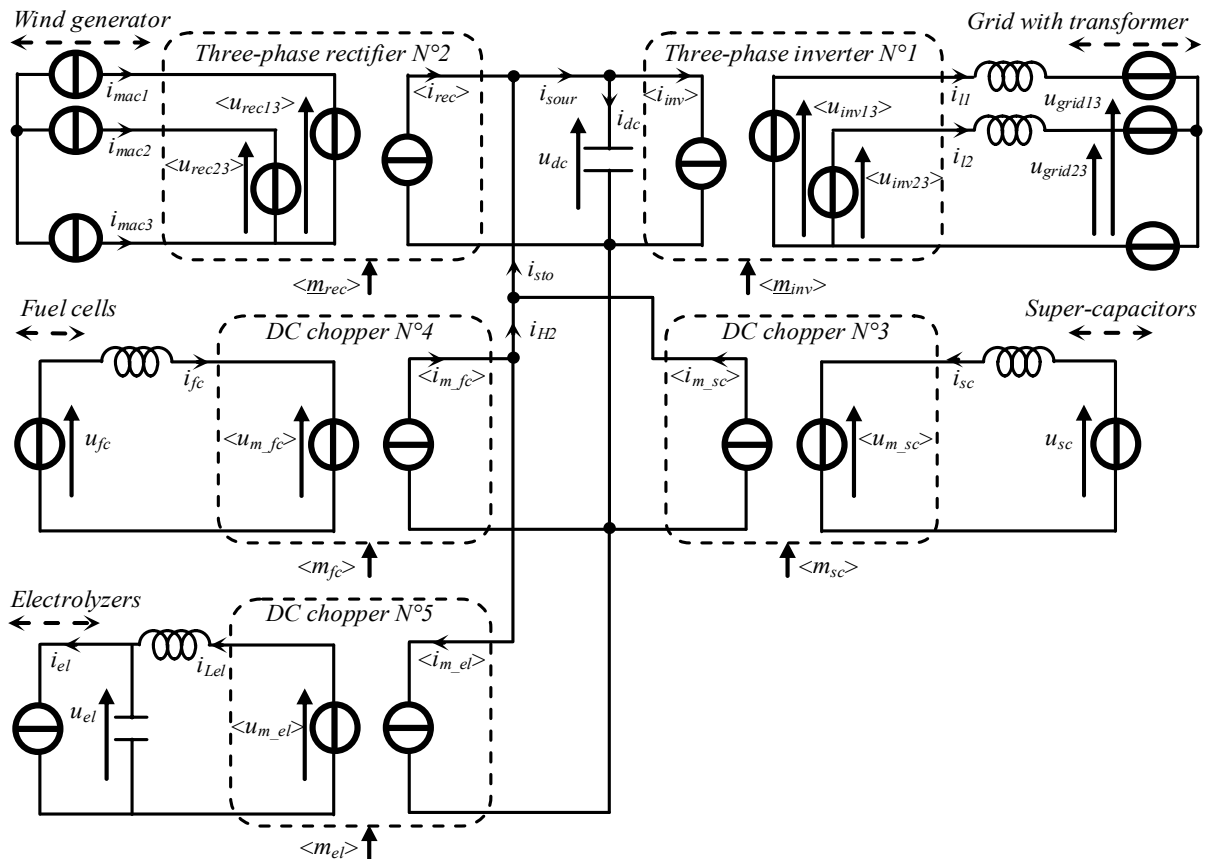 Wind generator
Grid with transformer
Three-phase rectifier N°2
Three-phase inverter N°1
i_mac1
<u_rec13>
<i_rec>
i_sour
<i_inv>
<u_inv13>
i_l1
u_grid13
i_mac2
<u_rec23>
i_dc
u_dc
<u_inv23>
i_l2
u_grid23
i_mac3
<m_rec>
i_sto
<m_inv>
Fuel cells
DC chopper N°4
i_H2
DC chopper N°3
Super-capacitors
i_fc
<i_m_fc>
<i_m_sc>
i_sc
u_fc
<u_m_fc>
<u_m_sc>
u_sc
<m_fc>
<m_sc>
Electrolyzers
DC chopper N°5
i_el
i_Lel
<i_m_el>
u_el
<u_m_el>
<m_el>